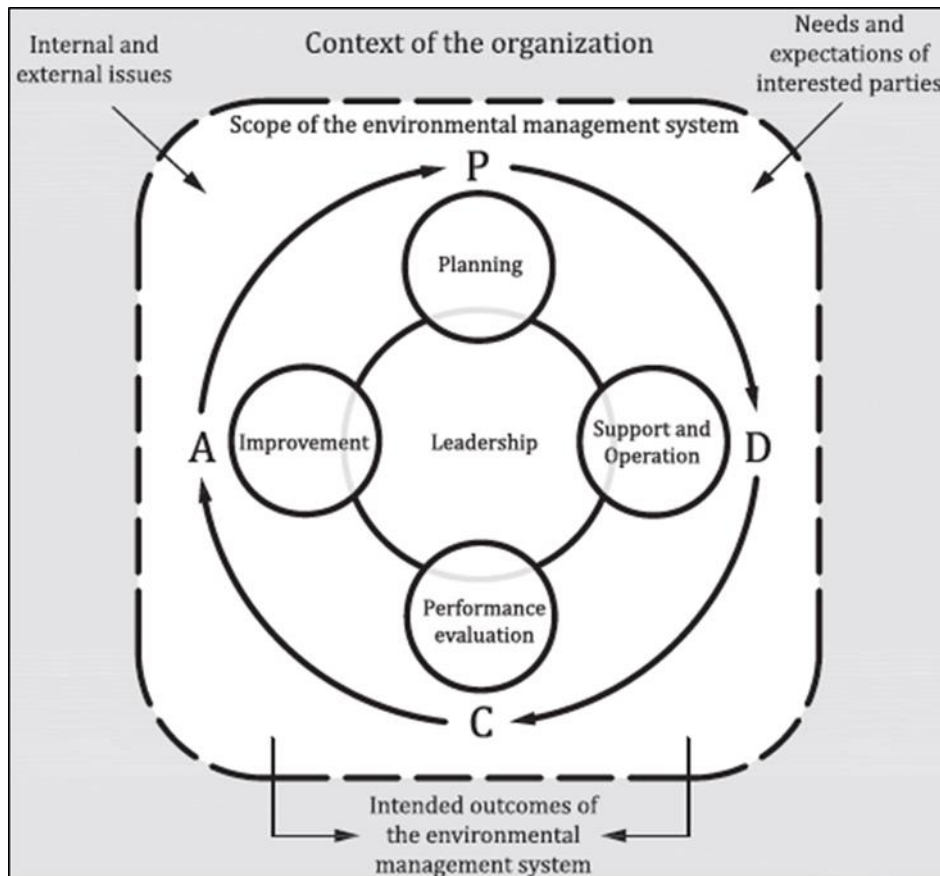 Context of the organization
Internal and
external issues
Needs and
expectations of
interested parties
Scope of the environmental management system
P
Planning
A
Improvement
Leadership
Support and
Operation
D
Performance
evaluation
C
Intended outcomes of
the environmental
management system